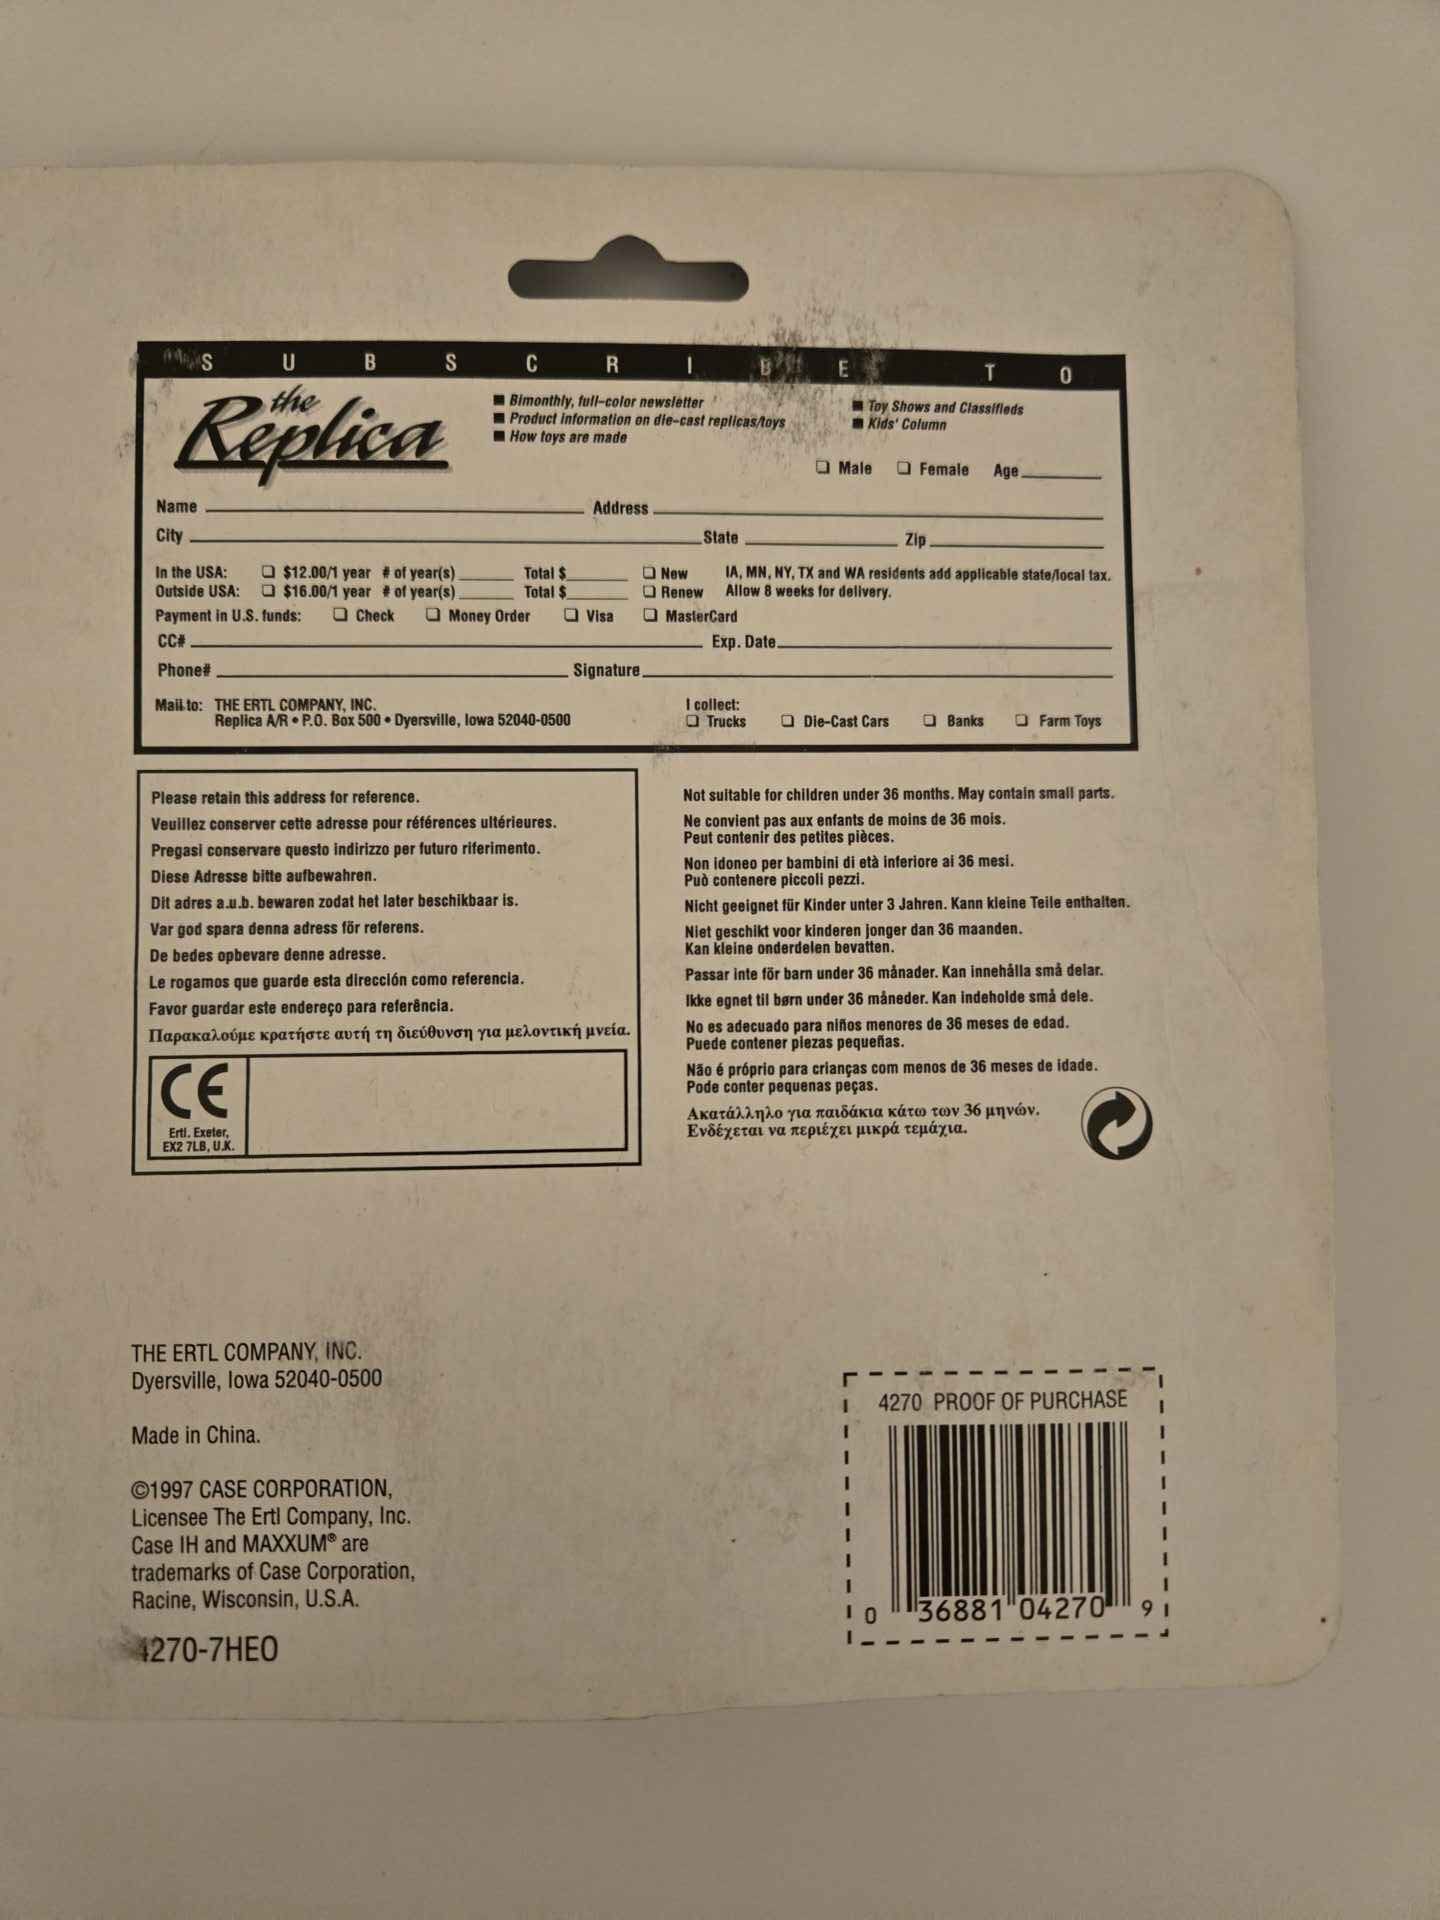 SUBSCRIBE TO
the
Replica
■ Bimonthly, full-color newsletter
■ Product information on die-cast replicas/toys
■ How toys are made
■ Toy Shows and Classifieds
■ Kids' Column
❏ Male ❏ Female Age
Name Address
City State Zip
In the USA: ❏ $12.00/1 year # of year(s) Total $ ❏ New IA, MN, NY, TX and WA residents add applicable state/local tax.
Outside USA: ❏ $16.00/1 year # of year(s) Total $ ❏ Renew Allow 8 weeks for delivery.
Payment in U.S. funds: ❏ Check ❏ Money Order ❏ Visa ❏ MasterCard
CC# Exp. Date
Phone# Signature
Mail to: THE ERTL COMPANY, INC.
Replica A/R • P.O. Box 500 • Dyersville, Iowa 52040-0500
I collect:
❏ Trucks ❏ Die-Cast Cars ❏ Banks ❏ Farm Toys
Please retain this address for reference.
Veuillez conserver cette adresse pour références ultérieures.
Pregasi conservare questo indirizzo per futuro riferimento.
Diese Adresse bitte aufbewahren.
Dit adres a.u.b. bewaren zodat het later beschikbaar is.
Var god spara denna adress för referens.
De bedes opbevare denne adresse.
Le rogamos que guarde esta dirección como referencia.
Favor guardar este endereço para referência.
Παρακαλούμε κρατήστε αυτή τη διεύθυνση για μελοντική μνεία.
CE
Ertl. Exeter,
EX2 7LB, U.K.
Not suitable for children under 36 months. May contain small parts.
Ne convient pas aux enfants de moins de 36 mois.
Peut contenir des petites pièces.
Non idoneo per bambini di età inferiore ai 36 mesi.
Può contenere piccoli pezzi.
Nicht geeignet für Kinder unter 3 Jahren. Kann kleine Teile enthalten.
Niet geschikt voor kinderen jonger dan 36 maanden.
Kan kleine onderdelen bevatten.
Passar inte för barn under 36 månader. Kan innehålla små delar.
Ikke egnet til børn under 36 måneder. Kan indeholde små dele.
No es adecuado para niños menores de 36 meses de edad.
Puede contener piezas pequeñas.
Não é próprio para crianças com menos de 36 meses de idade.
Pode conter pequenas peças.
Ακατάλληλο για παιδάκια κάτω των 36 μηνών.
Ενδέχεται να περιέχει μικρά τεμάχια.
THE ERTL COMPANY, INC.
Dyersville, Iowa 52040-0500
Made in China.
©1997 CASE CORPORATION,
Licensee The Ertl Company, Inc.
Case IH and MAXXUM® are
trademarks of Case Corporation,
Racine, Wisconsin, U.S.A.
4270-7HEO
4270 PROOF OF PURCHASE
0 36881 04270 9